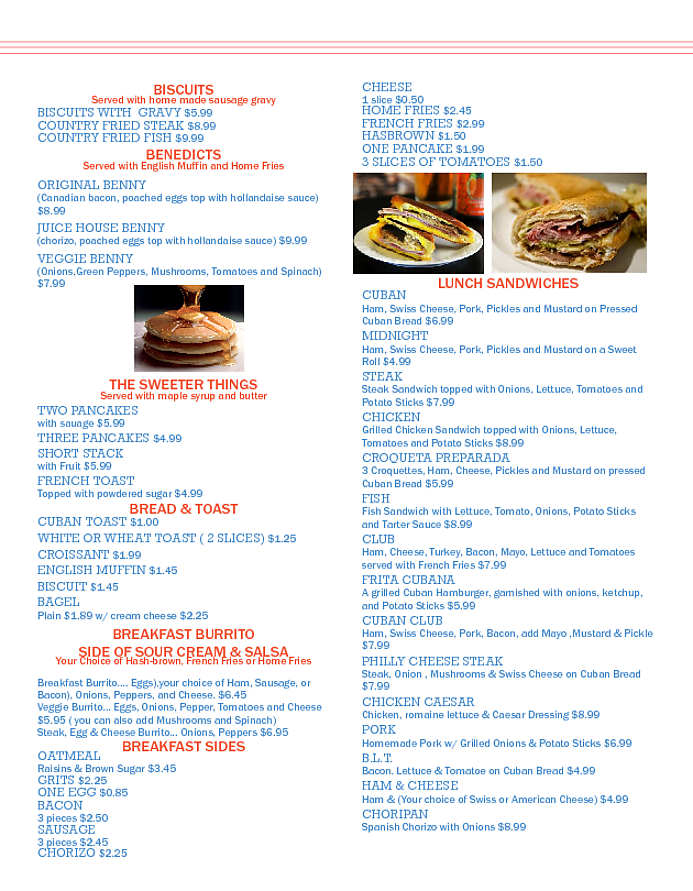 BISCUITS
Served with home made sausage gravy
BISCUITS WITH GRAVY $5.99
COUNTRY FRIED STEAK $8.99
COUNTRY FRIED FISH $9.99
BENEDICTS
Served with English Muffin and Home Fries
ORIGINAL BENNY
(Canadian bacon, poached eggs top with hollandaise sauce)
$8.99
JUICE HOUSE BENNY
(chorizo, poached eggs top with hollandaise sauce) $9.99
VEGGIE BENNY
(Onions,Green Peppers, Mushrooms, Tomatoes and Spinach)
$7.99
THE SWEETER THINGS
Served with maple syrup and butter
TWO PANCAKES
with sauage $5.99
THREE PANCAKES $4.99
SHORT STACK
with Fruit $5.99
FRENCH TOAST
Topped with powdered sugar $4.99
BREAD & TOAST
CUBAN TOAST $1.00
WHITE OR WHEAT TOAST ( 2 SLICES) $1.25
CROISSANT $1.99
ENGLISH MUFFIN $1.45
BISCUIT $1.45
BAGEL
Plain $1.89 w/ cream cheese $2.25
BREAKFAST BURRITO
SIDE OF SOUR CREAM & SALSA
Your Choice of Hash-brown, French Fries or Home Fries
Breakfast Burrito.... Eggs),your choice of Ham, Sausage, or
Bacon), Onions, Peppers, and Cheese. $6.45
Veggie Burrito... Eggs, Onions, Pepper, Tomatoes and Cheese
$5.95 ( you can also add Mushrooms and Spinach)
Steak, Egg & Cheese Burrito... Onions, Peppers $6.95
BREAKFAST SIDES
OATMEAL
Raisins & Brown Sugar $3.45
GRITS $2.25
ONE EGG $0.85
BACON
3 pieces $2.50
SAUSAGE
3 pieces $2.45
CHORIZO $2.25
CHEESE
1 slice $0.50
HOME FRIES $2.45
FRENCH FRIES $2.99
HASBROWN $1.50
ONE PANCAKE $1.99
3 SLICES OF TOMATOES $1.50
LUNCH SANDWICHES
CUBAN
Ham, Swiss Cheese, Pork, Pickles and Mustard on Pressed
Cuban Bread $6.99
MIDNIGHT
Ham, Swiss Cheese, Pork, Pickles and Mustard on a Sweet
Roll $4.99
STEAK
Steak Sandwich topped with Onions, Lettuce, Tomatoes and
Potato Sticks $7.99
CHICKEN
Grilled Chicken Sandwich topped with Onions, Lettuce,
Tomatoes and Potato Sticks $8.99
CROQUETA PREPARADA
3 Croquettes, Ham, Cheese, Pickles and Mustard on pressed
Cuban Bread $5.99
FISH
Fish Sandwich with Lettuce, Tomato, Onions, Potato Sticks
and Tarter Sauce $8.99
CLUB
Ham, Cheese, Turkey, Bacon, Mayo, Lettuce and Tomatoes
served with French Fries $7.99
FRITA CUBANA
A grilled Cuban Hamburger, garnished with onions, ketchup,
and Potato Sticks $5.99
CUBAN CLUB
Ham, Swiss Cheese, Pork, Bacon, add Mayo ,Mustard & Pickle
$7.99
PHILLY CHEESE STEAK
Steak, Onion , Mushrooms & Swiss Cheese on Cuban Bread
$7.99
CHICKEN CAESAR
Chicken, romaine lettuce & Caesar Dressing $8.99
PORK
Homemade Pork w/ Grilled Onions & Potato Sticks $6.99
B.L.T.
Bacon. Lettuce & Tomatoe on Cuban Bread $4.99
HAM & CHEESE
Ham & (Your choice of Swiss or American Cheese) $4.99
CHORIPAN
Spanish Chorizo with Onions $8.99